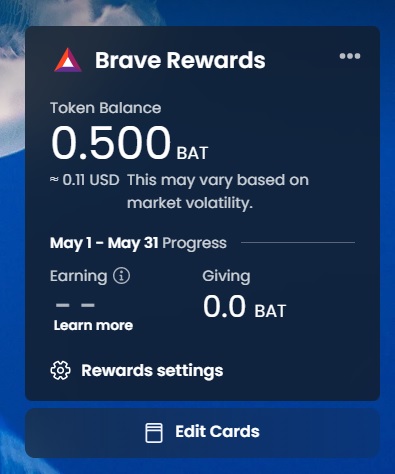 Brave Rewards
Token Balance
0.500 BAT
≈ 0.11 USD This may vary based on
market volatility.
May 1 - May 31 Progress
Earning Giving
– – 0.0 BAT
Learn more
Rewards settings
Edit Cards